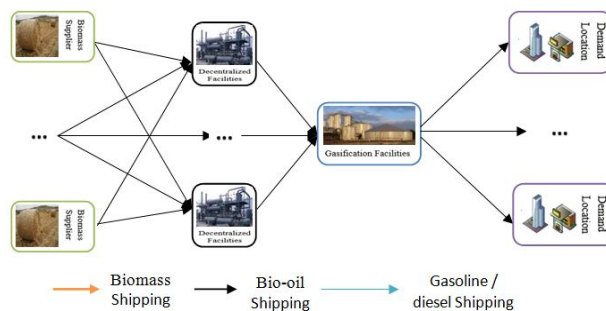 Biomass
Supplier
Decentralized Facilities
Demand
Location
...
...
Gasification Facilities
...
Biomass
Supplier
Decentralized
Facilities
Demand
Location
Biomass
Shipping
Bio-oil
Shipping
Gasoline /
diesel Shipping